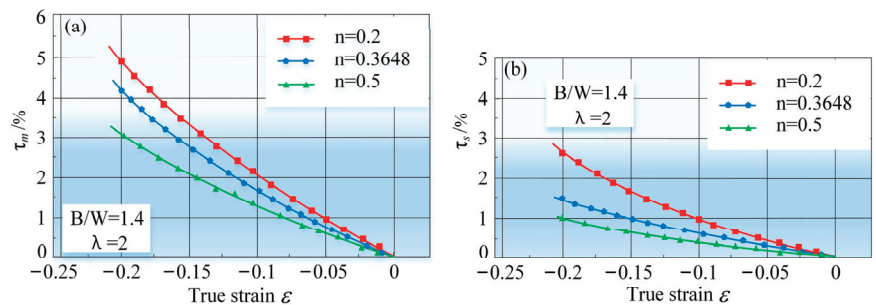 (a)
6
5
4
3
2
1
0
τm/%
n=0.2
n=0.3648
n=0.5
B/W=1.4
λ =2
−0.25 −0.2 −0.15 −0.1 −0.05 0
True strain ε
(b)
5
4
3
2
1
0
τs/%
n=0.2
n=0.3648
n=0.5
B/W=1.4
λ =2
−0.25 −0.2 −0.15 −0.1 −0.05 0
True strain ε